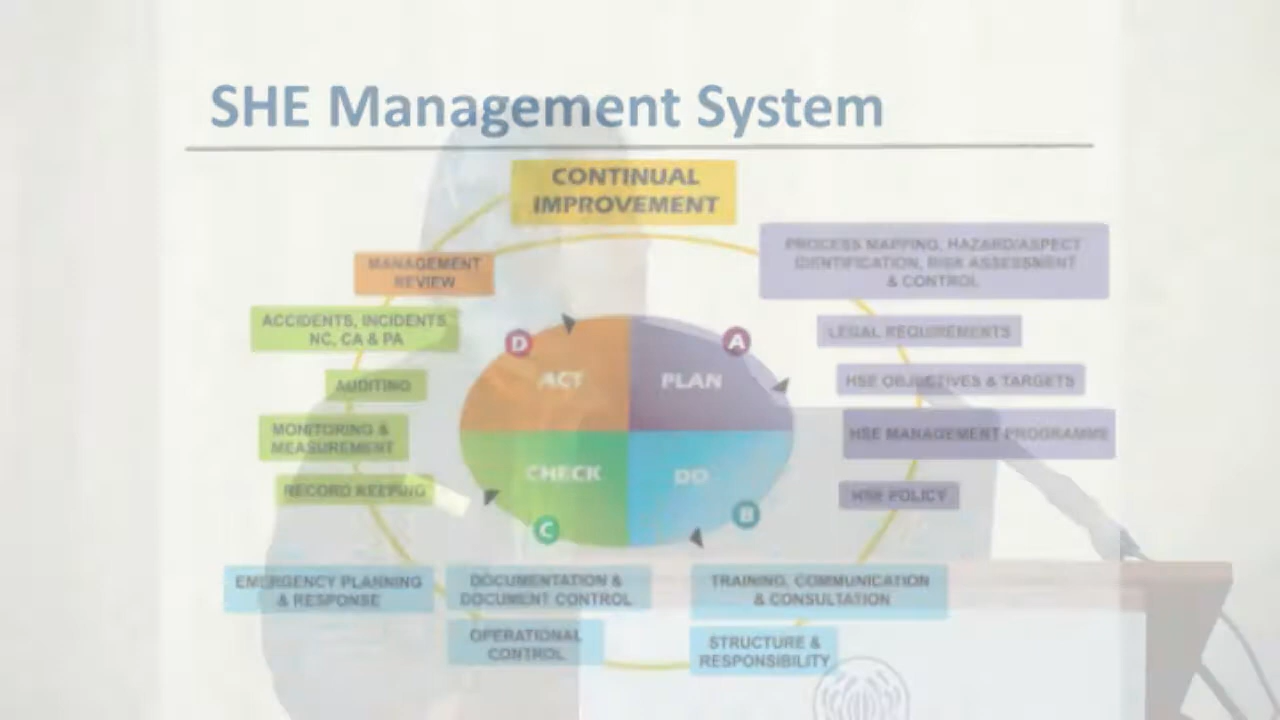 SHE Management System
CONTINUAL
IMPROVEMENT
MANAGEMENT
REVIEW
PROCESS MAPPING, HAZARD/ASPECT
IDENTIFICATION, RISK ASSESSMENT
& CONTROL
ACCIDENTS, INCIDENTS,
NC, CA & PA
LEGAL REQUIREMENTS
D
A
ACT
PLAN
AUDITING
HSE OBJECTIVES & TARGETS
MONITORING &
MEASUREMENT
HSE MANAGEMENT PROGRAMME
CHECK
DO
RECORD KEEPING
HSE POLICY
C
B
EMERGENCY PLANNING
& RESPONSE
DOCUMENTATION &
DOCUMENT CONTROL
TRAINING, COMMUNICATION
& CONSULTATION
OPERATIONAL
CONTROL
STRUCTURE &
RESPONSIBILITY